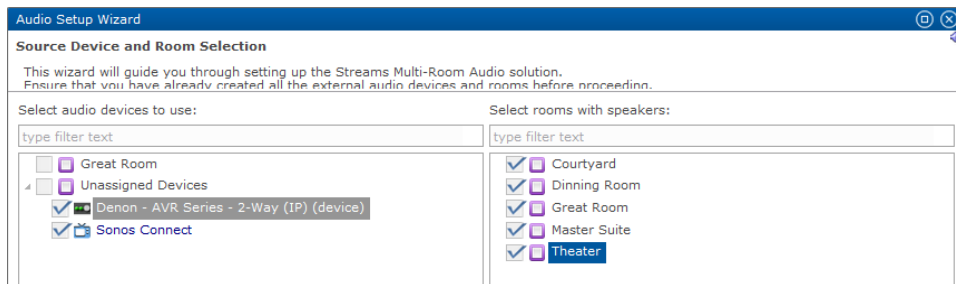 Audio Setup Wizard
Source Device and Room Selection
This wizard will guide you through setting up the Streams Multi-Room Audio solution.
Ensure that you have already created all the external audio devices and rooms before proceeding.
Select audio devices to use:
type filter text
Great Room
Unassigned Devices
Denon - AVR Series - 2-Way (IP) (device)
Sonos Connect
Select rooms with speakers:
type filter text
Courtyard
Dinning Room
Great Room
Master Suite
Theater